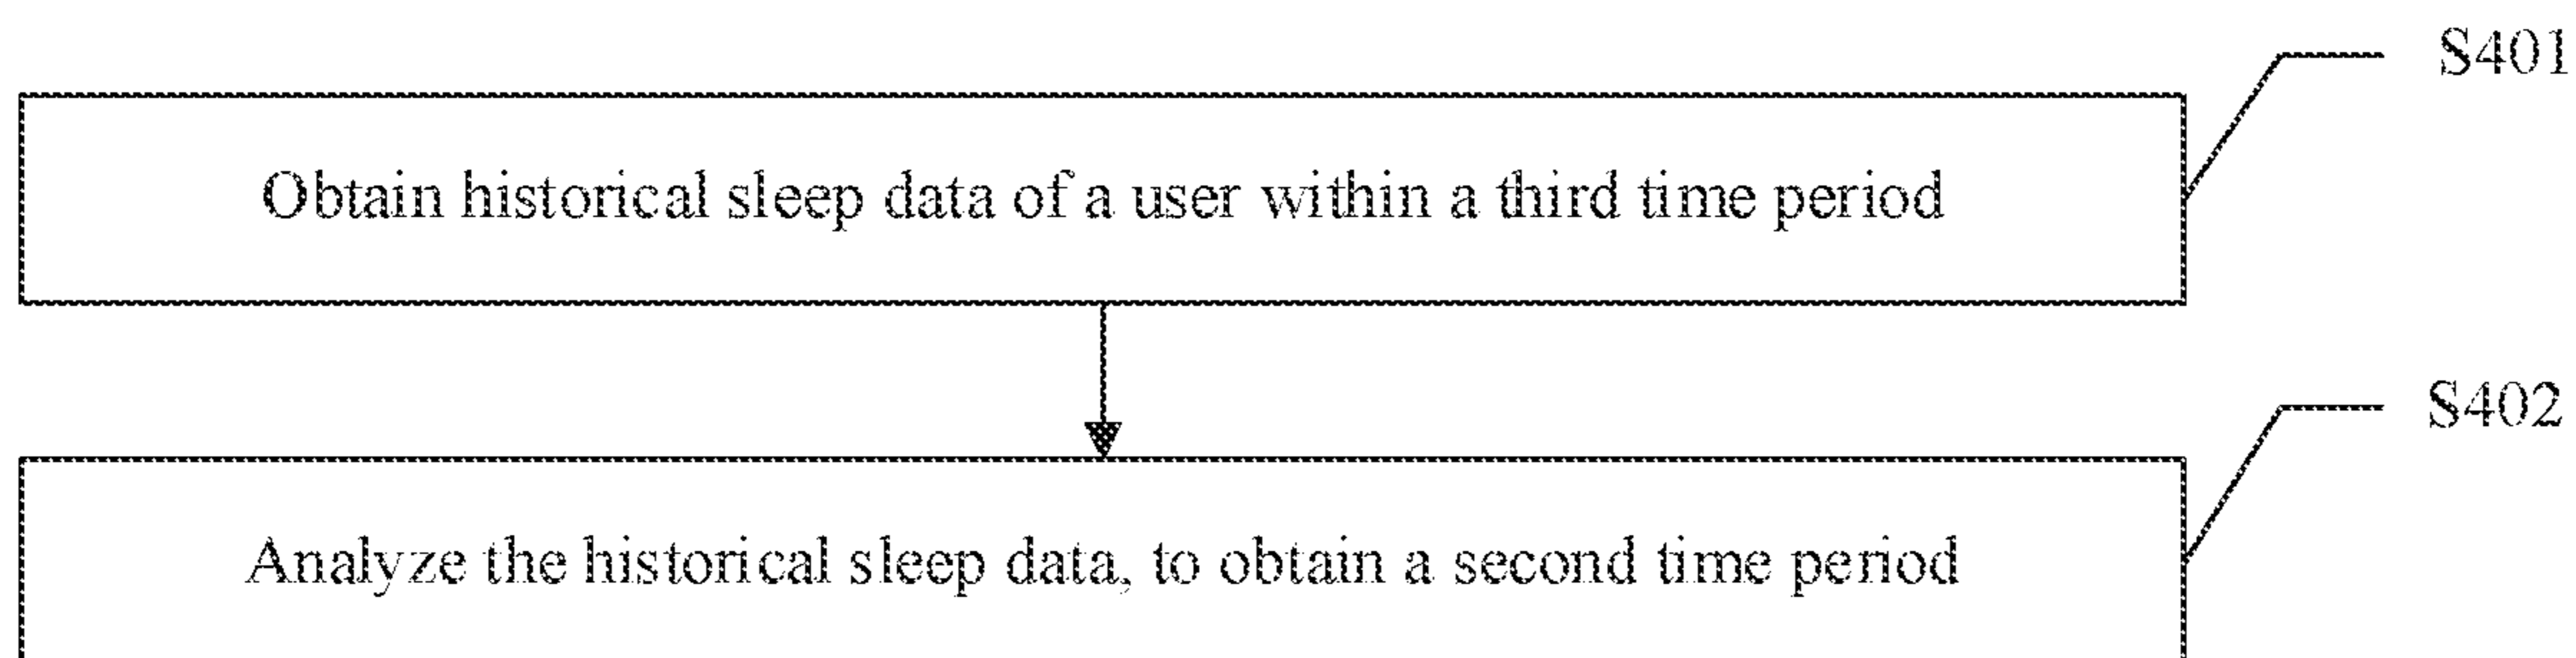 S401
Obtain historical sleep data of a user within a third time period
S402
Analyze the historical sleep data, to obtain a second time period